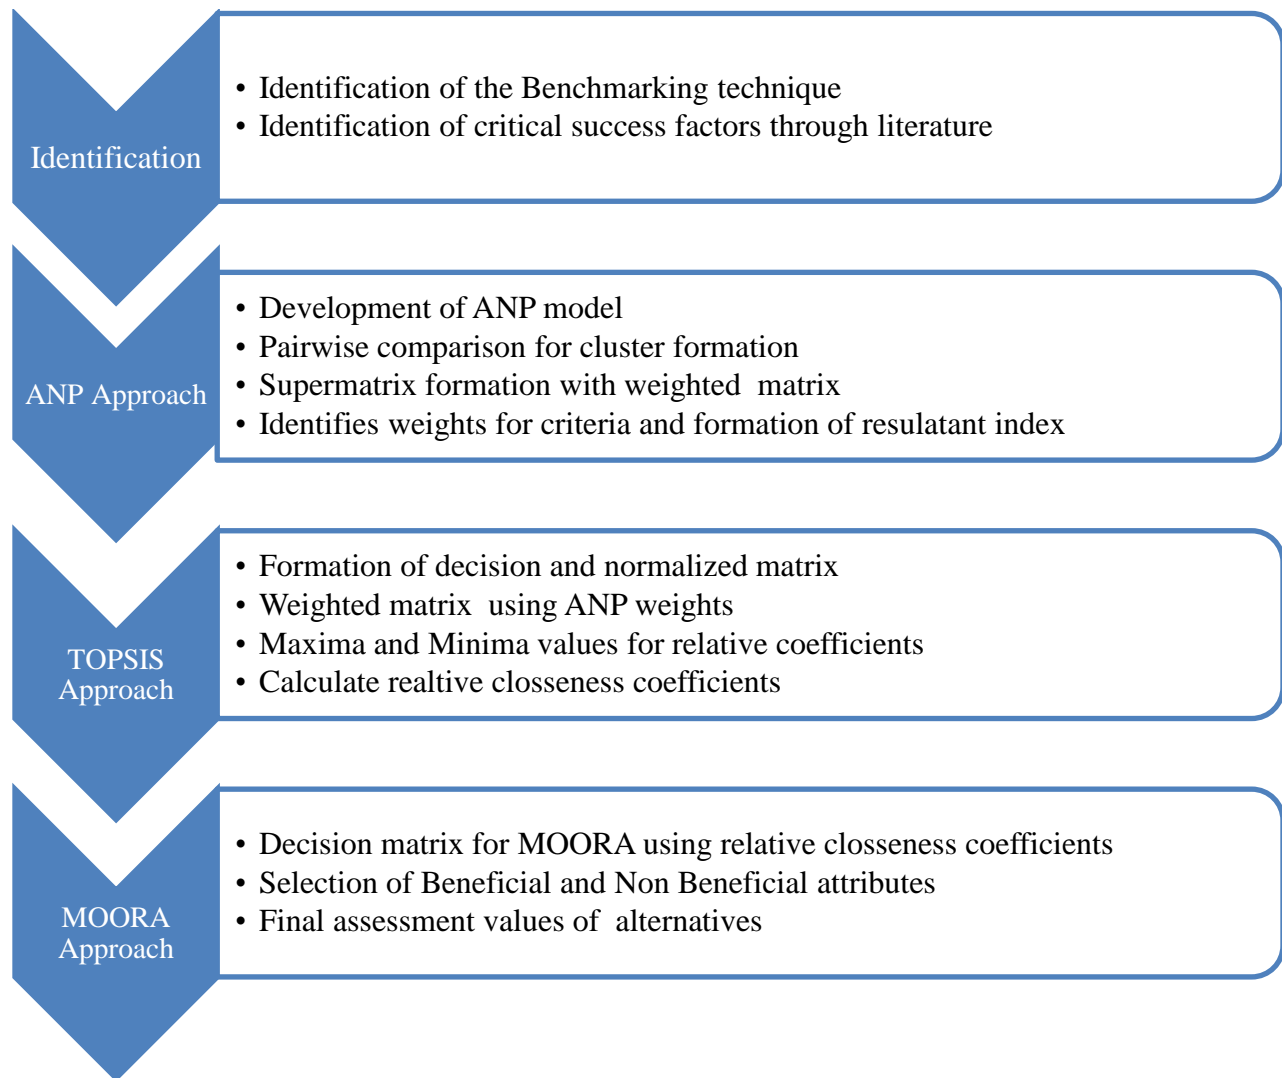 Identification
• Identification of the Benchmarking technique
• Identification of critical success factors through literature
ANP Approach
• Development of ANP model
• Pairwise comparison for cluster formation
• Supermatrix formation with weighted matrix
• Identifies weights for criteria and formation of resulatant index
TOPSIS
Approach
• Formation of decision and normalized matrix
• Weighted matrix using ANP weights
• Maxima and Minima values for relative coefficients
• Calculate realtive closseness coefficients
MOORA
Approach
• Decision matrix for MOORA using relative closseness coefficients
• Selection of Beneficial and Non Beneficial attributes
• Final assessment values of alternatives